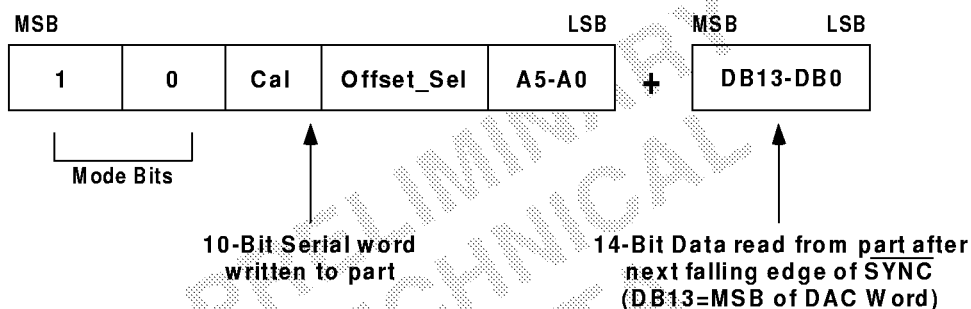 MSB LSB MSB LSB
1 0 Cal Offset_Sel A5-A0 + DB13-DB0
Mode Bits
10-Bit Serial word
written to part
14-Bit Data read from part after
next falling edge of SYNC
(DB13=MSB of DAC Word)
PRELIMINARY
TECHNICAL